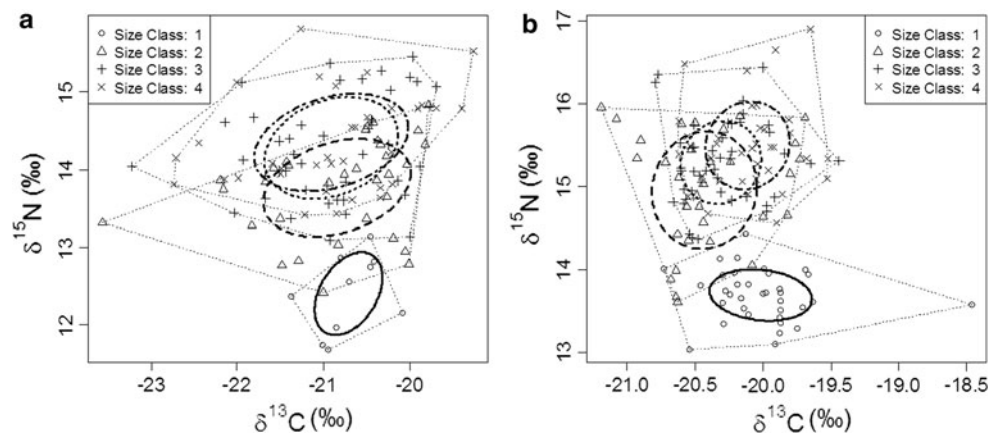 a
Size Class: 1
Size Class: 2
Size Class: 3
Size Class: 4
δ15N (‰)
15
14
13
12
-23 -22 -21 -20
δ13C (‰)
b
Size Class: 1
Size Class: 2
Size Class: 3
Size Class: 4
δ15N (‰)
17
16
15
14
13
-21.0 -20.5 -20.0 -19.5 -19.0 -18.5
δ13C (‰)